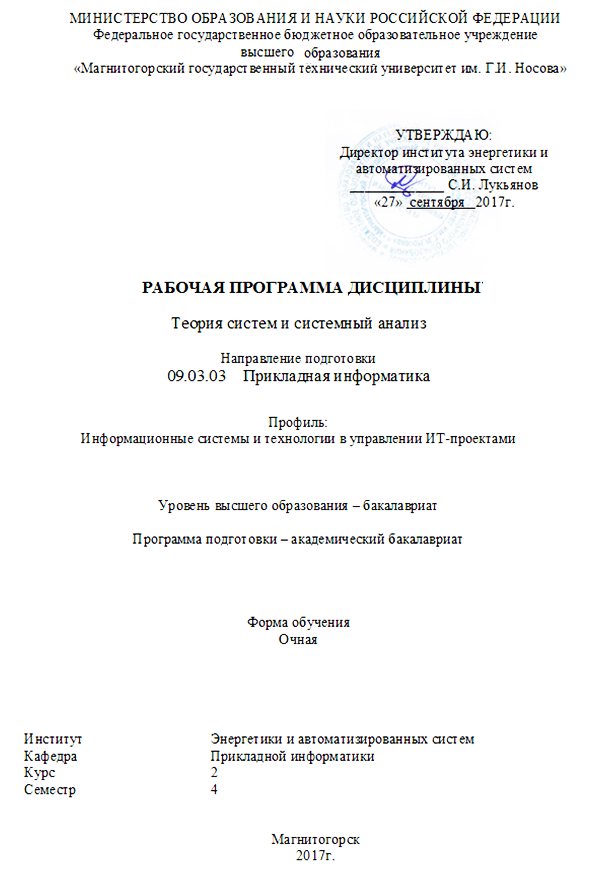 МИНИСТЕРСТВО ОБРАЗОВАНИЯ И НАУКИ РОССИЙСКОЙ ФЕДЕРАЦИИ
Федеральное государственное бюджетное образовательное учреждение
высшего образования
«Магнитогорский государственный технический университет им. Г.И. Носова»
УТВЕРЖДАЮ:
Директор института энергетики и
автоматизированных систем
_______________ С.И. Лукьянов
«27» сентября 2017г.
РАБОЧАЯ ПРОГРАММА ДИСЦИПЛИНЫ
Теория систем и системный анализ
Направление подготовки
09.03.03 Прикладная информатика
Профиль:
Информационные системы и технологии в управлении ИТ-проектами
Уровень высшего образования – бакалавриат
Программа подготовки – академический бакалавриат
Форма обучения
Очная
Институт Энергетики и автоматизированных систем
Кафедра Прикладной информатики
Курс 2
Семестр 4
Магнитогорск
2017г.